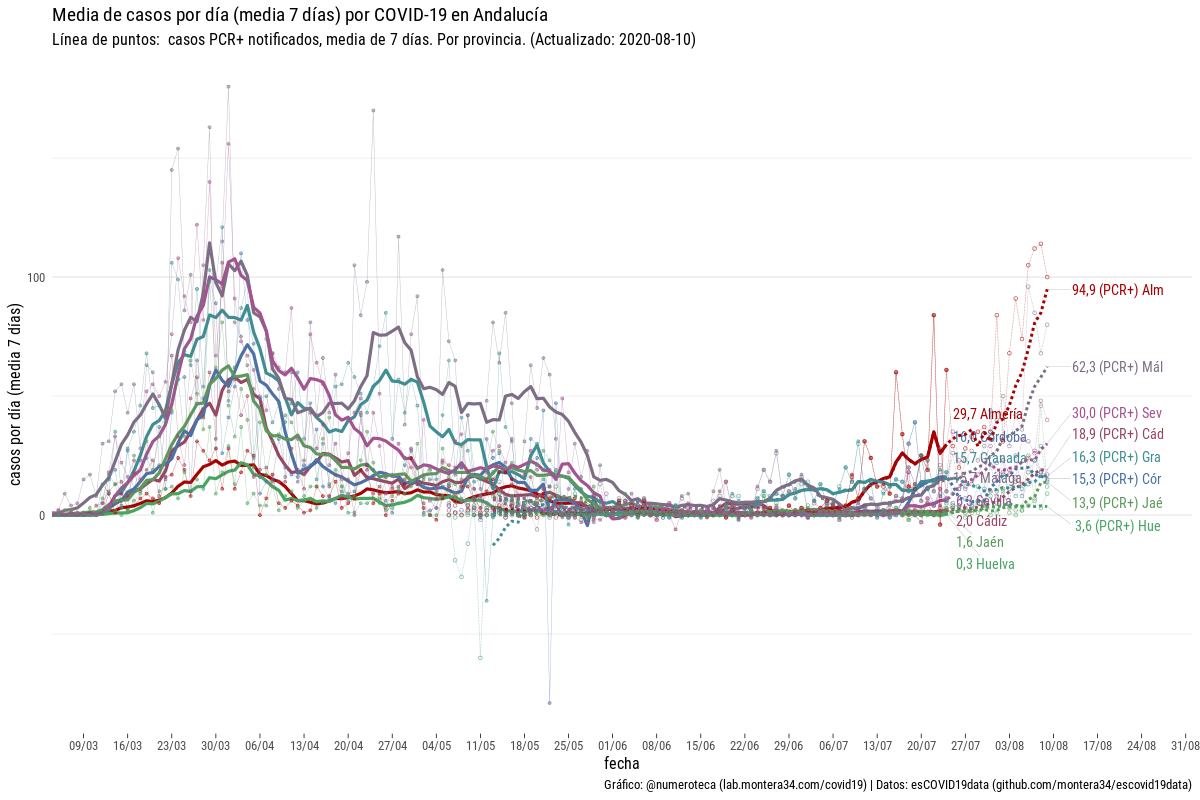 Media de casos por día (media 7 días) por COVID-19 en Andalucía
Línea de puntos:  casos PCR+ notificados, media de 7 días. Por provincia. (Actualizado: 2020-08-10)
casos por día (media 7 días)
100
0
94,9 (PCR+) Alm
62,3 (PCR+) Mál
30,0 (PCR+) Sev
18,9 (PCR+) Cád
16,3 (PCR+) Gra
15,3 (PCR+) Cór
13,9 (PCR+) Jaé
3,6 (PCR+) Hue
29,7 Almería
Córdoba
15,7 Granada
Málaga
Sevilla
2,0 Cádiz
1,6 Jaén
0,3 Huelva
09/03 16/03 23/03 30/03 06/04 13/04 20/04 27/04 04/05 11/05 18/05 25/05 01/06 08/06 15/06 22/06 29/06 06/07 13/07 20/07 27/07 03/08 10/08 17/08 24/08 31/08
fecha
Gráfico: @numeroteca (lab.montera34.com/covid19) | Datos: esCOVID19data (github.com/montera34/escovid19data)